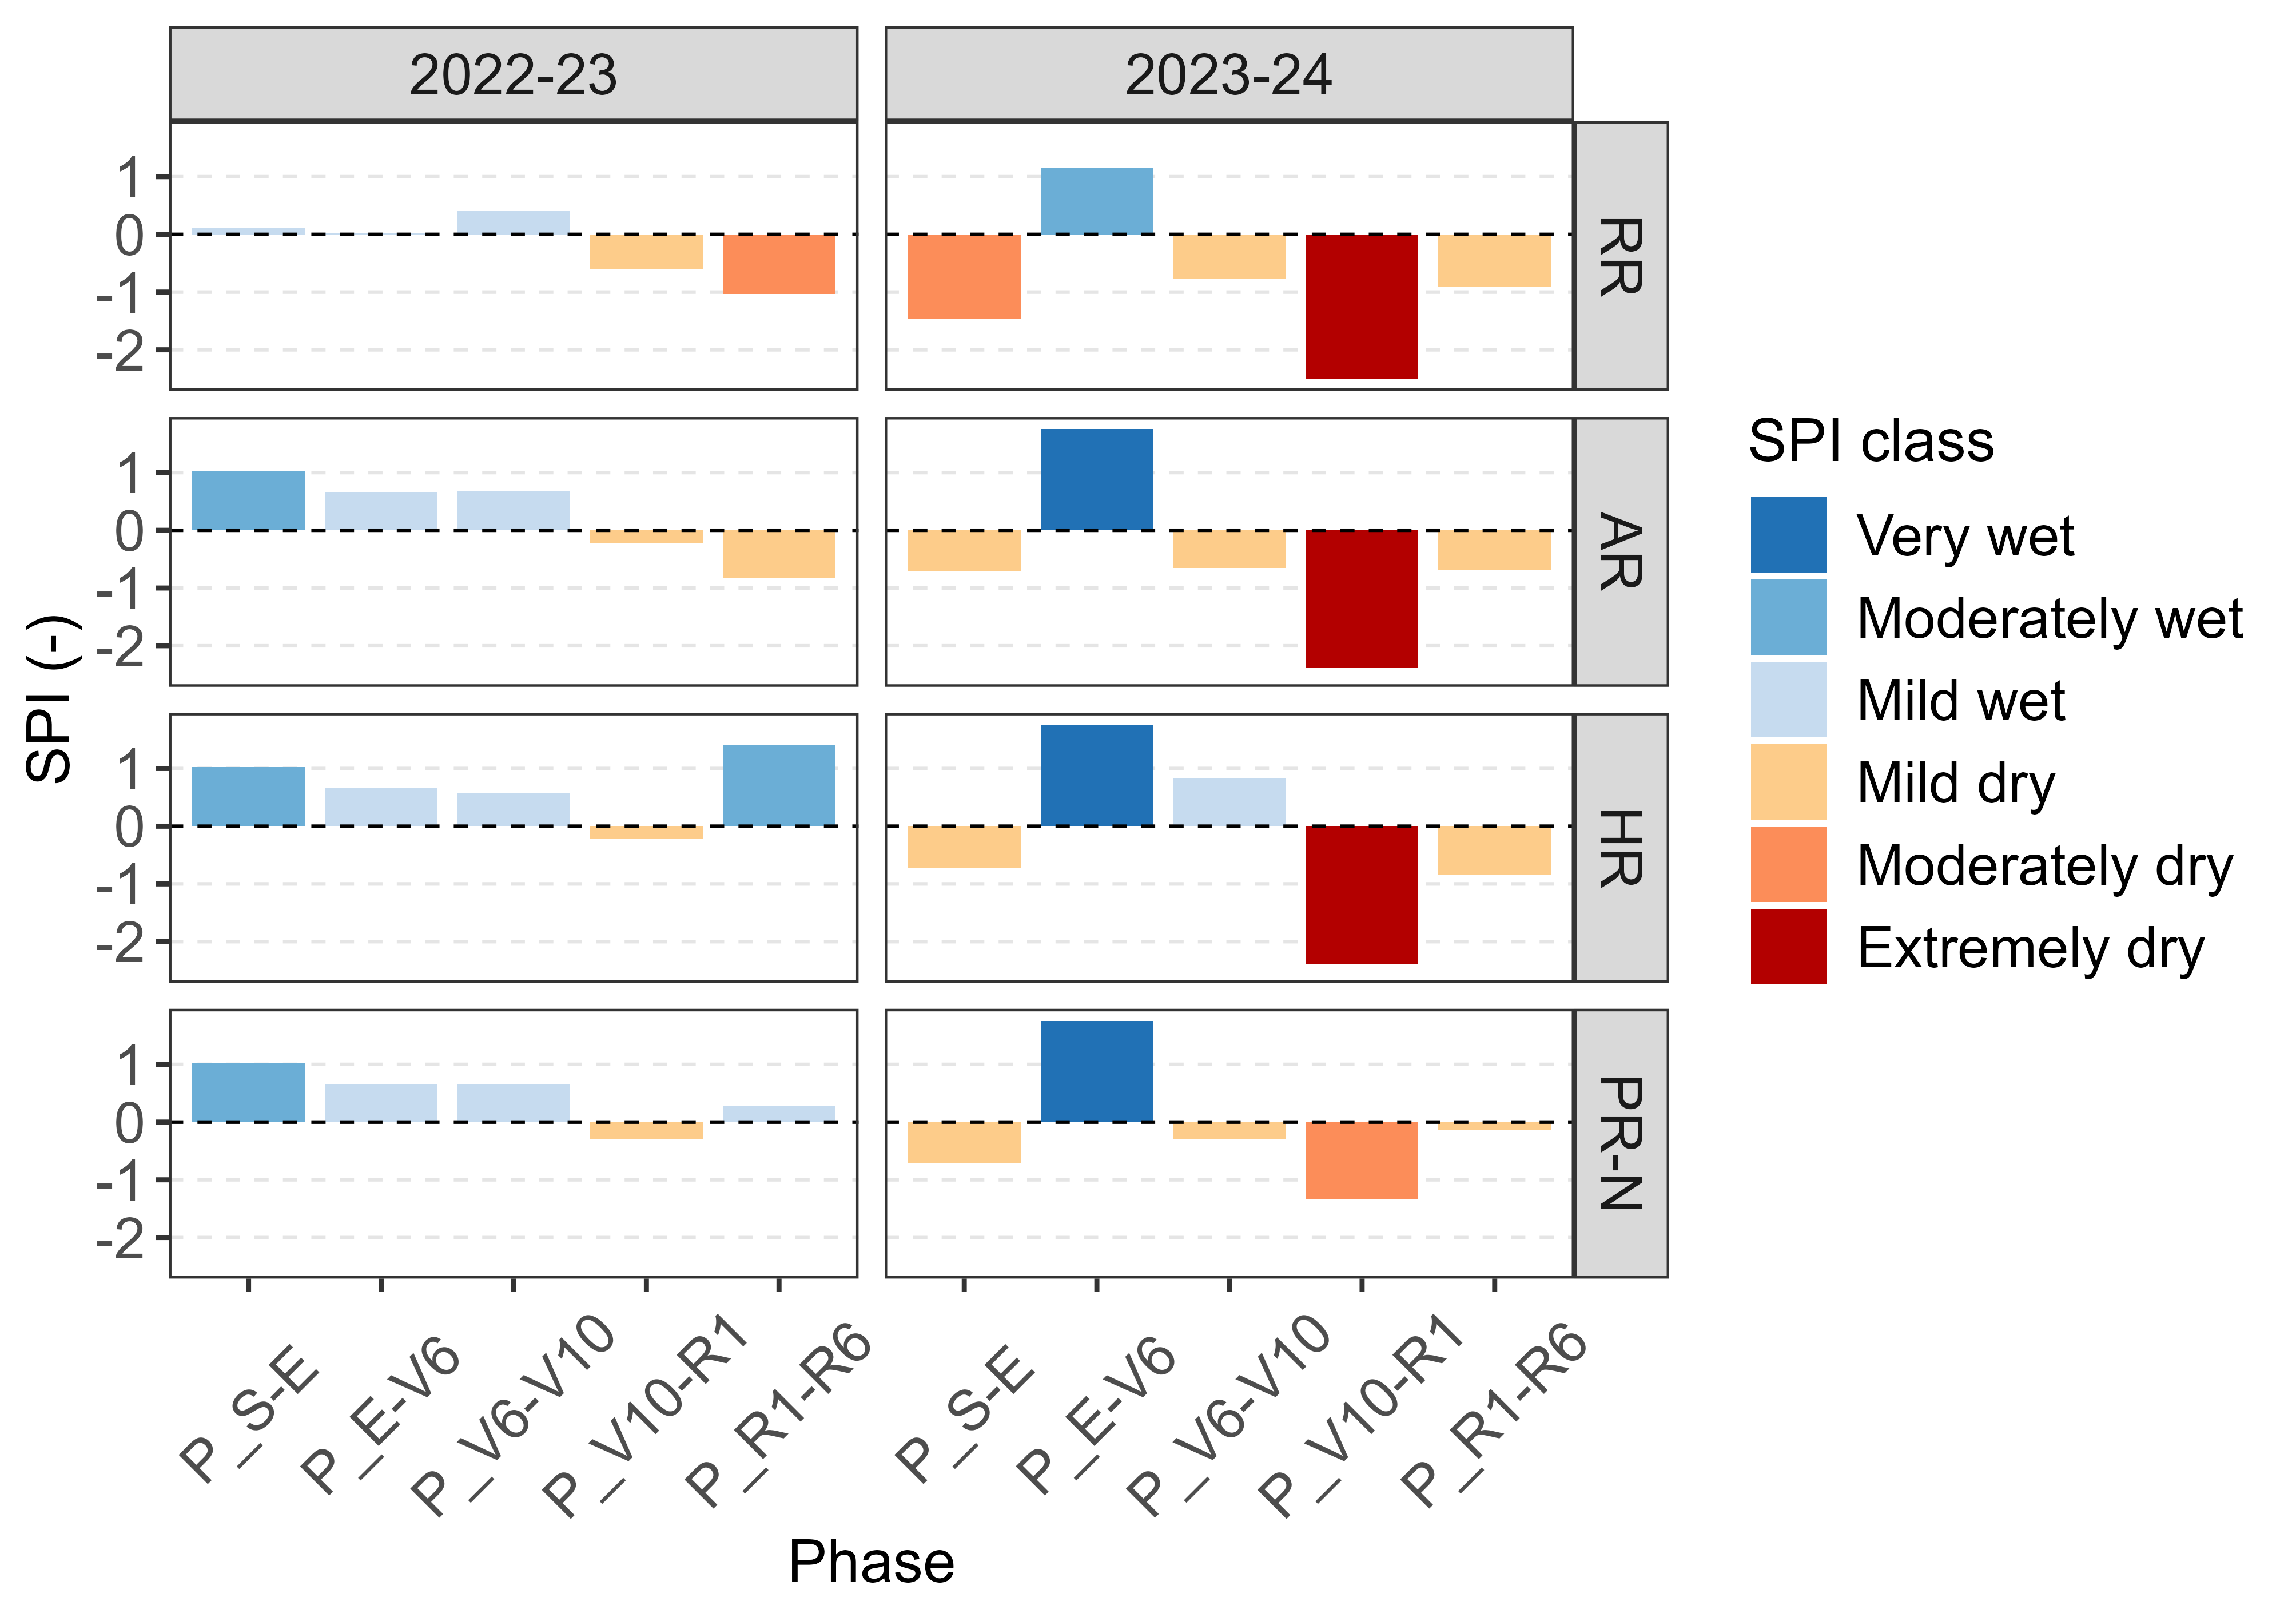 2022-23
2023-24
1
0
-1
-2
RR
1
0
-1
-2
AR
1
0
-1
-2
HR
1
0
-1
-2
PR-N
SPI (-)
P_S-E
P_E-V6
P_V6-V10
P_V10-R1
P_R1-R6
P_S-E
P_E-V6
P_V6-V10
P_V10-R1
P_R1-R6
Phase
SPI class
Very wet
Moderately wet
Mild wet
Mild dry
Moderately dry
Extremely dry